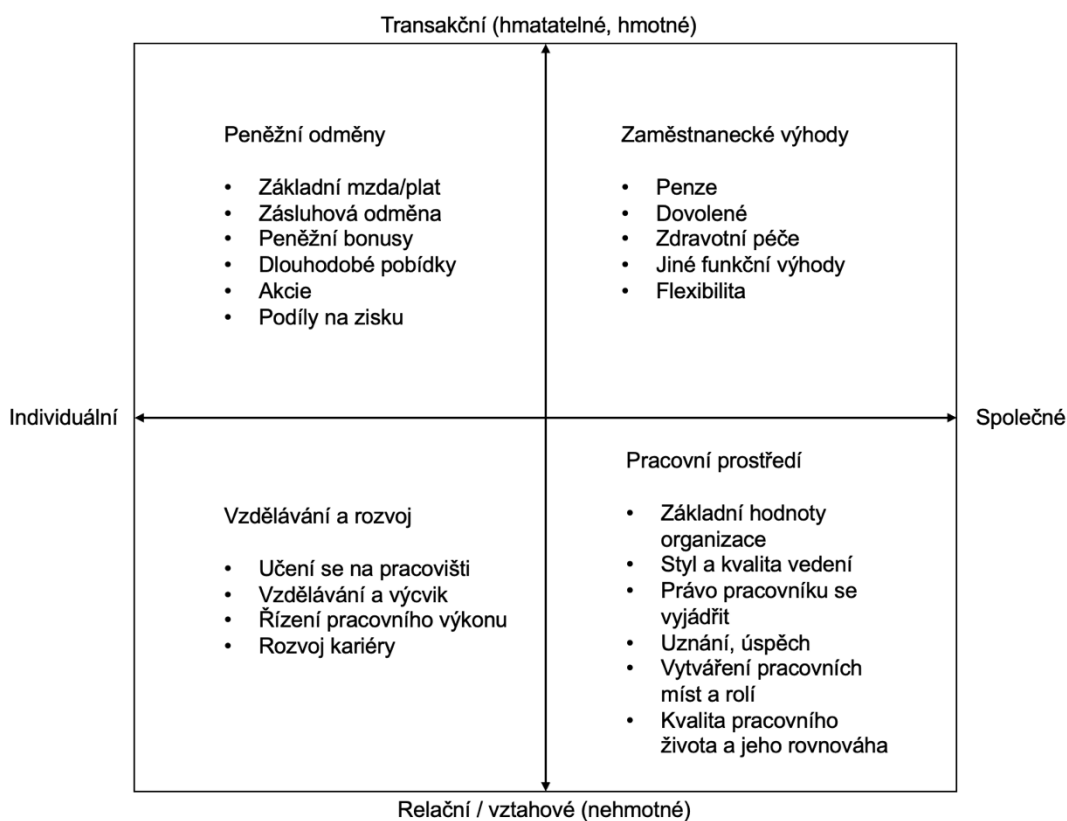 Transakční (hmatatelné, hmotné)
Peněžní odměny
• Základní mzda/plat
• Zásluhová odměna
• Peněžní bonusy
• Dlouhodobé pobídky
• Akcie
• Podíly na zisku
Zaměstnanecké výhody
• Penze
• Dovolené
• Zdravotní péče
• Jiné funkční výhody
• Flexibilita
Individuální
Společné
Vzdělávání a rozvoj
• Učení se na pracovišti
• Vzdělávání a výcvik
• Řízení pracovního výkonu
• Rozvoj kariéry
Pracovní prostředí
• Základní hodnoty
organizace
• Styl a kvalita vedení
• Právo pracovníku se
vyjádřit
• Uznání, úspěch
• Vytváření pracovních
míst a rolí
• Kvalita pracovního
života a jeho rovnováha
Relační / vztahové (nehmotné)